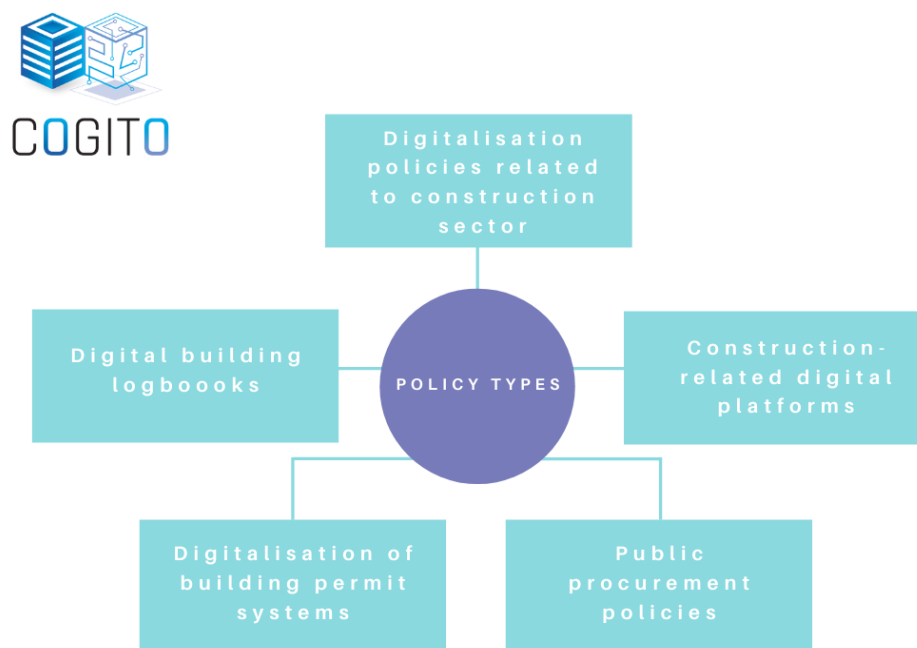 COGITO
Digitalisation
policies related
to construction
sector
Digital building
logboooks
POLICY TYPES
Construction-
related digital
platforms
Digitalisation of
building permit
systems
Public
procurement
policies